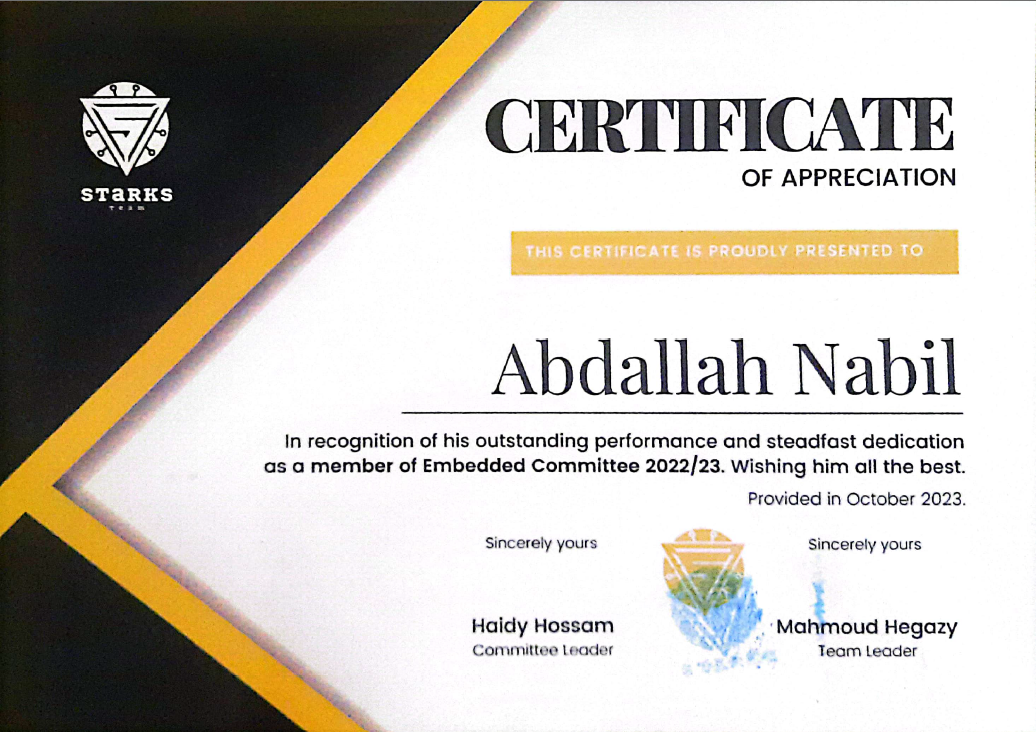 STaRKS
Team
CERTIFICATE
OF APPRECIATION
THIS CERTIFICATE IS PROUDLY PRESENTED TO
Abdallah Nabil
In recognition of his outstanding performance and steadfast dedication
as a member of Embedded Committee 2022/23. Wishing him all the best.
Provided in October 2023.
Sincerely yours
Sincerely yours
Haidy Hossam
Mahmoud Hegazy
Committee Leader
Team Leader